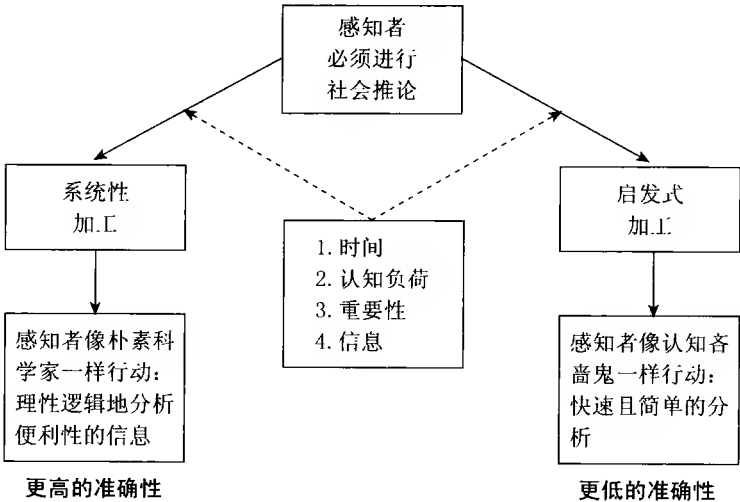 感知者
必须进行
社会推论
系统性
加工
启发式
加工
1. 时间
2. 认知负荷
3. 重要性
4. 信息
感知者像朴素科
学家一样行动：
理性逻辑地分析
便利性的信息
感知者像认知吝
啬鬼一样行动：
快速且简单的分
析
更高的准确性
更低的准确性